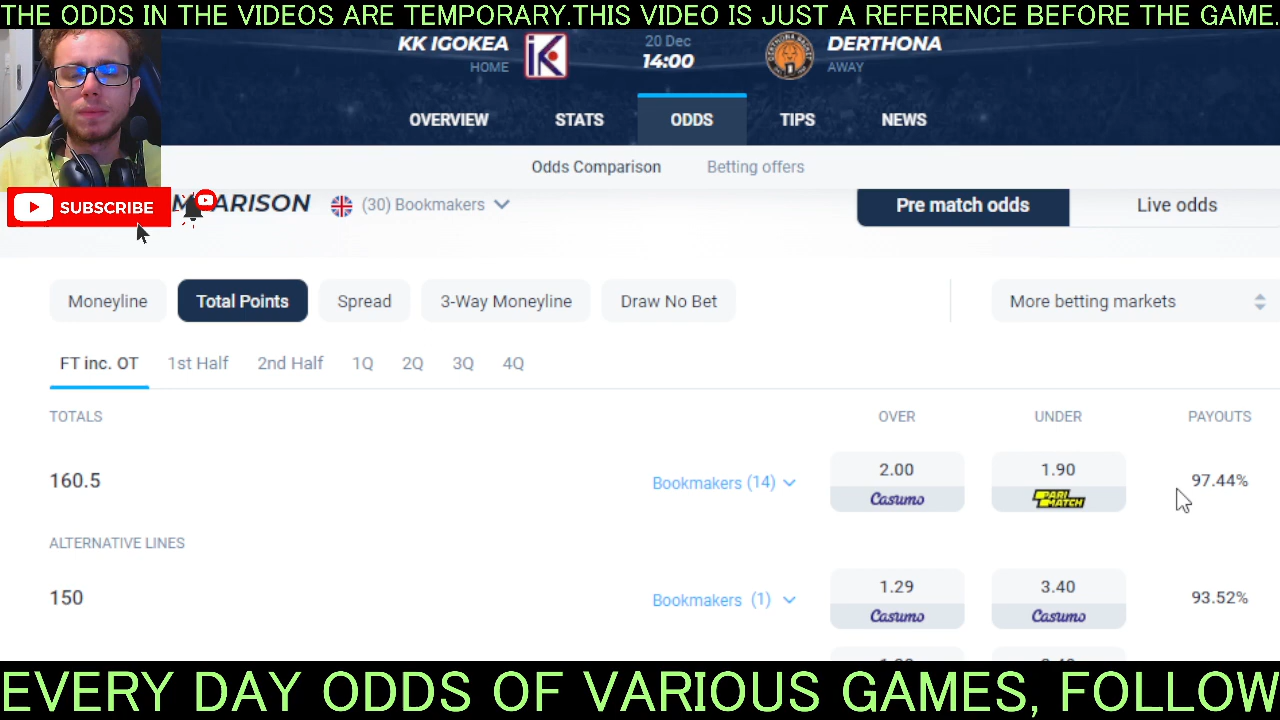 THE ODDS IN THE VIDEOS ARE TEMPORARY.THIS VIDEO IS JUST A REFERENCE BEFORE THE GAME.
KK IGOKEA
HOME
20 Dec
14:00
DERTHONA
AWAY
OVERVIEW STATS ODDS TIPS NEWS
Odds Comparison Betting offers
SUBSCRIBE
(30) Bookmakers
Pre match odds Live odds
Moneyline Total Points Spread 3-Way Moneyline Draw No Bet More betting markets
FT inc. OT 1st Half 2nd Half 1Q 2Q 3Q 4Q
TOTALS OVER UNDER PAYOUTS
160.5 Bookmakers (14) 2.00 1.90 97.44%
Casumo PARI MATCH
ALTERNATIVE LINES
150 Bookmakers (1) 1.29 3.40 93.52%
Casumo Casumo
EVERY DAY ODDS OF VARIOUS GAMES, FOLLOW